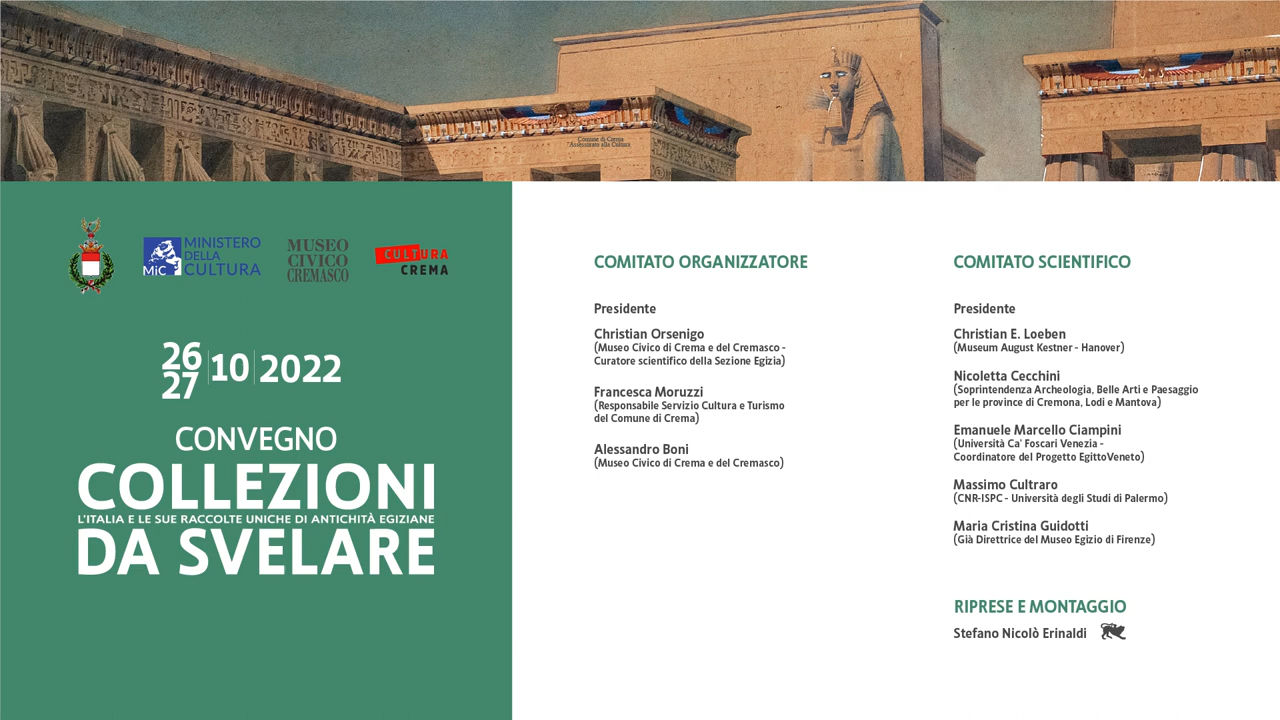 Comune di Crema
Assessorato alla Cultura
MiC
MINISTERO
DELLA
CULTURA
MUSEO
CIVICO
CREMASCO
CULTURA
CREMA
26
27
10
2022
CONVEGNO
COLLEZIONI
L'ITALIA E LE SUE RACCOLTE UNICHE DI ANTICHITÀ EGIZIANE
DA SVELARE
COMITATO ORGANIZZATORE
Presidente
Christian Orsenigo
(Museo Civico di Crema e del Cremasco -
Curatore scientifico della Sezione Egizia)
Francesca Moruzzi
(Responsabile Servizio Cultura e Turismo
del Comune di Crema)
Alessandro Boni
(Museo Civico di Crema e del Cremasco)
COMITATO SCIENTIFICO
Presidente
Christian E. Loeben
(Museum August Kestner - Hanover)
Nicoletta Cecchini
(Soprintendenza Archeologia, Belle Arti e Paesaggio
per le province di Cremona, Lodi e Mantova)
Emanuele Marcello Ciampini
(Università Ca' Foscari Venezia -
Coordinatore del Progetto EgittoVeneto)
Massimo Cultraro
(CNR-ISPC - Università degli Studi di Palermo)
Maria Cristina Guidotti
(Già Direttrice del Museo Egizio di Firenze)
RIPRESE E MONTAGGIO
Stefano Nicolò Erinaldi